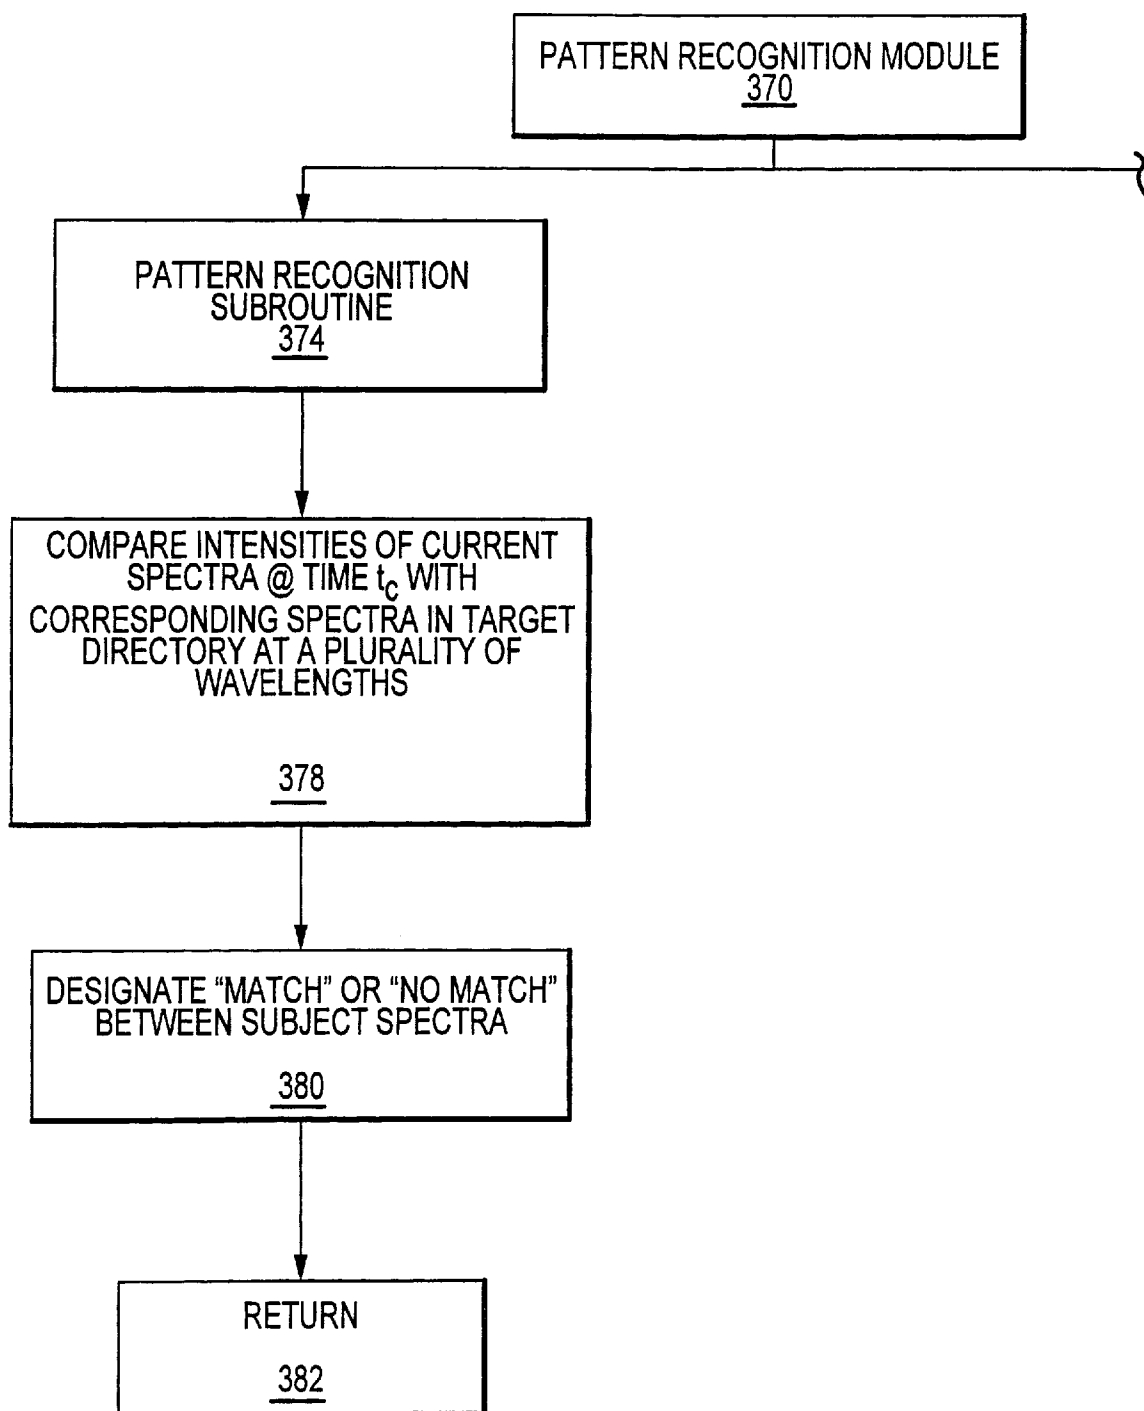 PATTERN RECOGNITION MODULE
370
PATTERN RECOGNITION
SUBROUTINE
374
COMPARE INTENSITIES OF CURRENT
SPECTRA @ TIME tC WITH
CORRESPONDING SPECTRA IN TARGET
DIRECTORY AT A PLURALITY OF
WAVELENGTHS
378
DESIGNATE “MATCH” OR “NO MATCH”
BETWEEN SUBJECT SPECTRA
380
RETURN
382